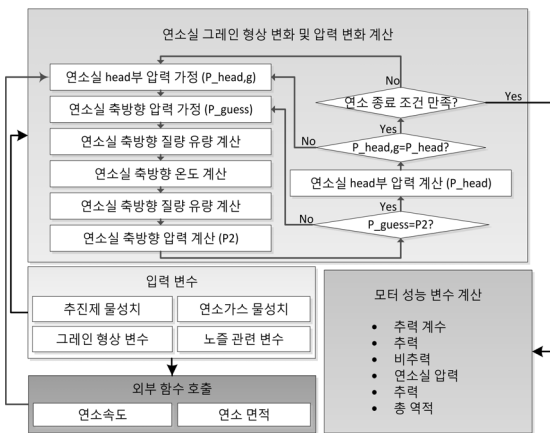 연소실 그레인 형상 변화 및 압력 변화 계산
연소실 head부 압력 가정 (P_head,g)
연소실 축방향 압력 가정 (P_guess)
연소실 축방향 질량 유량 계산
연소실 축방향 온도 계산
연소실 축방향 질량 유량 계산
연소실 축방향 압력 계산 (P2)
No
연소 종료 조건 만족?
Yes
Yes
No
P_head,g=P_head?
연소실 head부 압력 계산 (P_head)
Yes
No
P_guess=P2?
입력 변수
추진제 물성치
연소가스 물성치
그레인 형상 변수
노즐 관련 변수
외부 함수 호출
연소속도
연소 면적
모터 성능 변수 계산
• 추력 계수
• 추력
• 비추력
• 연소실 압력
• 추력
• 총 역적